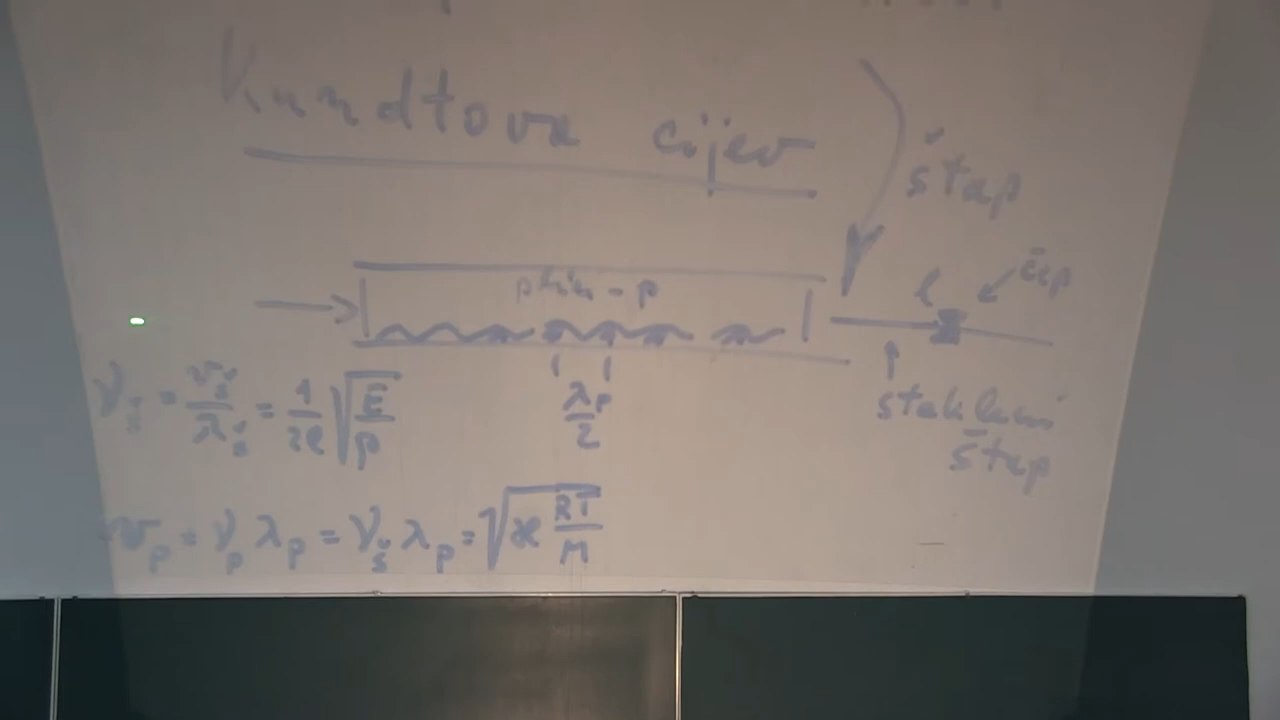 Kundtova cijev
štap
plin - p
l
čep
λp/2
stakleni
štap
νš = vš/λš = 1/2l √E/ρ
vp = νp λp = νš λp = √ϰ RT/M